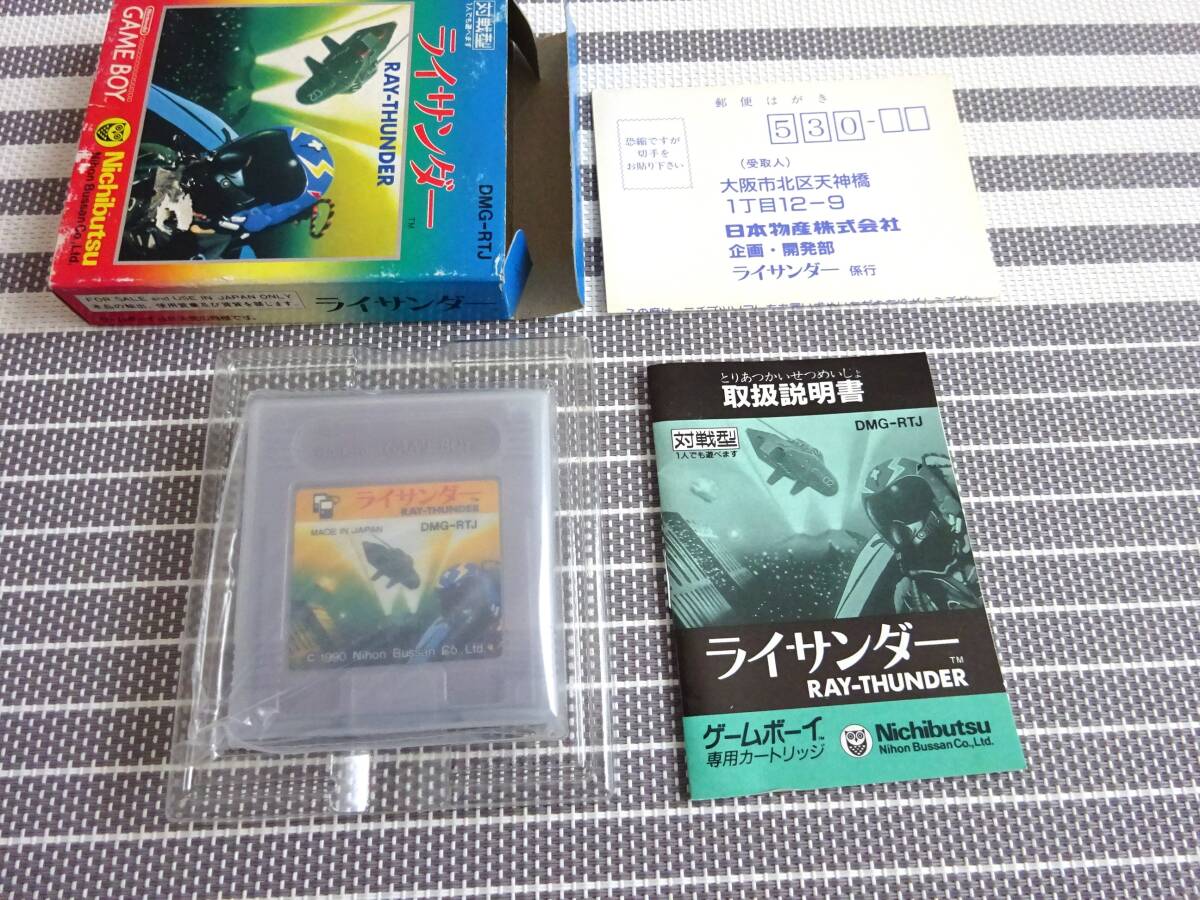 Nintendo
GAME BOY
対戦型
1人でも遊べます
ライサンダー
RAY-THUNDER
TM
DMG-RTJ
Nichibutsu
Nihon Bussan Co., Ltd.
FOR SALE and USE IN JAPAN ONLY
ライサンダー
郵便はがき
530-
恐縮ですが
切手を
お貼り下さい
(受取人)
大阪市北区天神橋
1丁目12-9
日本物産株式会社
企画・開発部
ライサンダー 係行
ライサンダー
TM
RAY-THUNDER
MADE IN JAPAN
DMG-RTJ
C 1990 Nihon Bussan Co., Ltd.
とりあつかいせつめいしょ
取扱説明書
DMG-RTJ
対戦型
1人でも遊べます
ライサンダー
TM
RAY-THUNDER
ゲームボーイ
TM
専用カートリッジ
Nichibutsu
Nihon Bussan Co., Ltd.